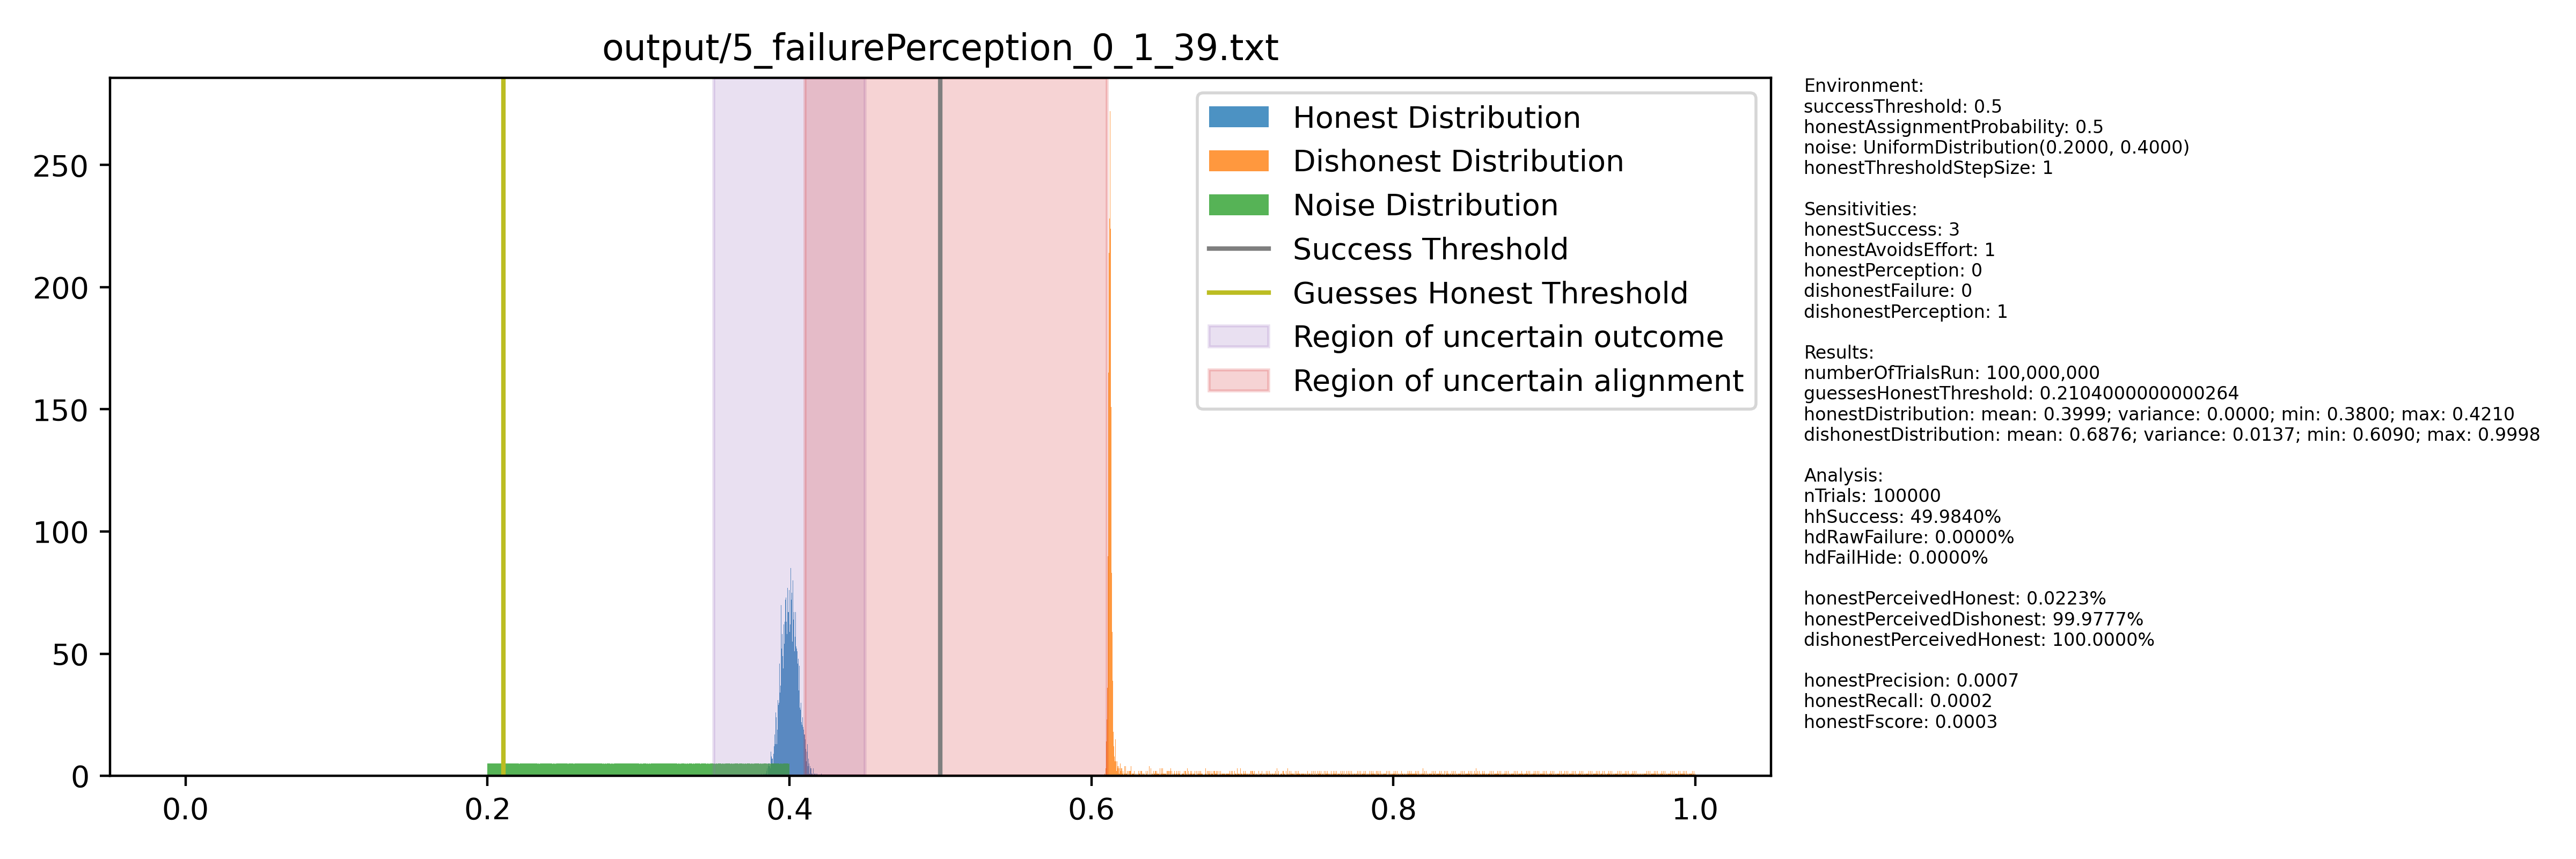 output/5_failurePerception_0_1_39.txt
250
200
150
100
50
0
0.0
0.2
0.4
0.6
0.8
1.0
Honest Distribution
Dishonest Distribution
Noise Distribution
Success Threshold
Guesses Honest Threshold
Region of uncertain outcome
Region of uncertain alignment
Environment:
successThreshold: 0.5
honestAssignmentProbability: 0.5
noise: UniformDistribution(0.2000, 0.4000)
honestThresholdStepSize: 1
Sensitivities:
honestSuccess: 3
honestAvoidsEffort: 1
honestPerception: 0
dishonestFailure: 0
dishonestPerception: 1
Results:
numberOfTrialsRun: 100,000,000
guessesHonestThreshold: 0.2104000000000264
honestDistribution: mean: 0.3999; variance: 0.0000; min: 0.3800; max: 0.4210
dishonestDistribution: mean: 0.6876; variance: 0.0137; min: 0.6090; max: 0.9998
Analysis:
nTrials: 100000
hhSuccess: 49.9840%
hdRawFailure: 0.0000%
hdFailHide: 0.0000%
honestPerceivedHonest: 0.0223%
honestPerceivedDishonest: 99.9777%
dishonestPerceivedHonest: 100.0000%
honestPrecision: 0.0007
honestRecall: 0.0002
honestFscore: 0.0003